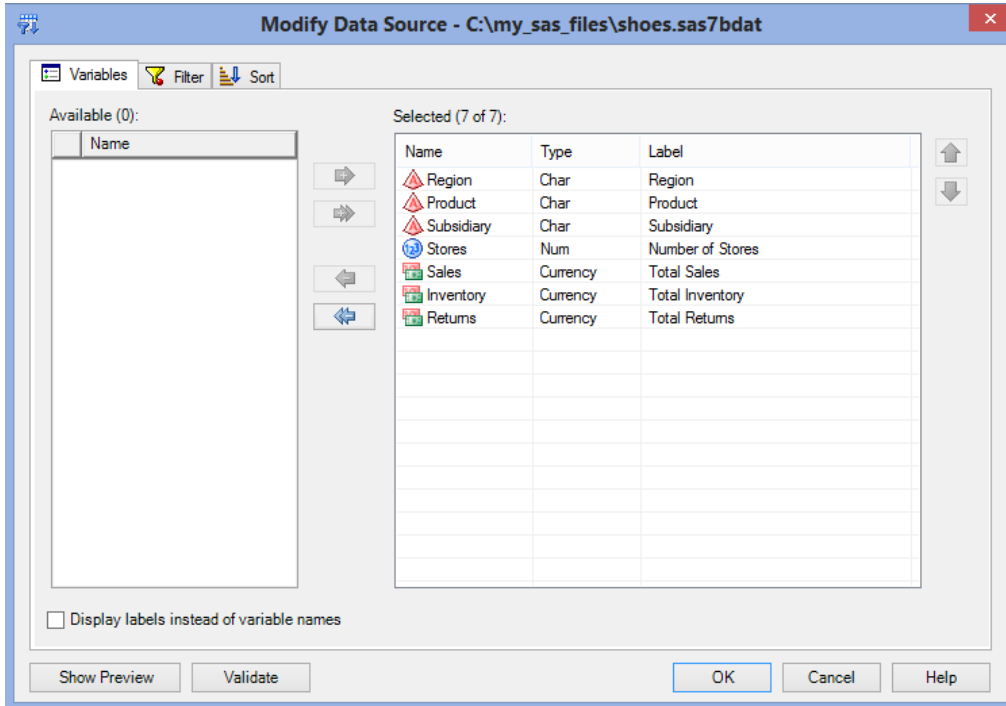 Modify Data Source - C:\my_sas_files\shoes.sas7bdat
Variables Filter Sort
Available (0):
Name
Selected (7 of 7):
Name Type Label
Region Char Region
Product Char Product
Subsidiary Char Subsidiary
123 Stores Num Number of Stores
Sales Currency Total Sales
Inventory Currency Total Inventory
Returns Currency Total Returns
Display labels instead of variable names
Show Preview Validate OK Cancel Help